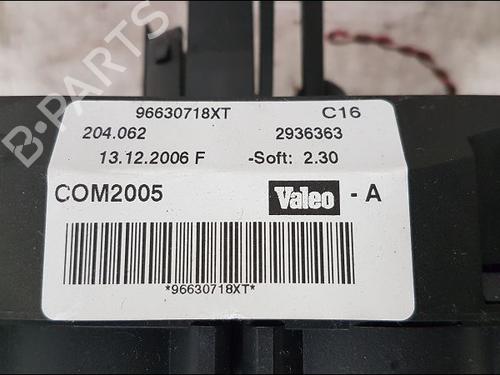 96630718XT C16
204.062 2936363
13.12.2006 F -Soft: 2.30
COM2005 Valeo - A
*96630718XT*
B-PARTS